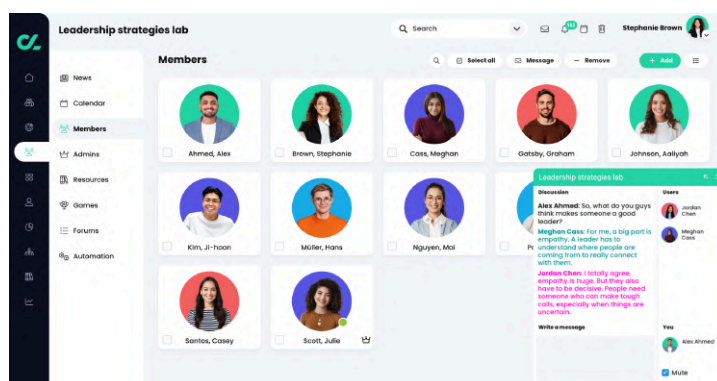 Leadership strategies lab
Search
Stephanie Brown
News
Calendar
Members
Admins
Resources
Games
Forums
Automation
Members
Select all
Message
Remove
+ Add
Ahmed, Alex
Brown, Stephanie
Cass, Meghan
Gatsby, Graham
Johnson, Aaliyah
Kim, Ji-hoon
Müller, Hans
Nguyen, Mai
Santos, Casey
Scott, Julie
Leadership strategies lab
Discussion
Alex Ahmed: So, what do you guys
think makes someone a good
leader?
Meghan Cass: For me, a big part is
empathy. A leader has to
understand where people are
coming from to really connect
with them.
Jordan Chen: I totally agree,
empathy is huge. But they also
have to be decisive. People need
someone who can make tough
calls, especially when things are
uncertain.
Write a message
Users
Jordan
Chen
Meghan
Cass
You
Alex Ahmed
Mute